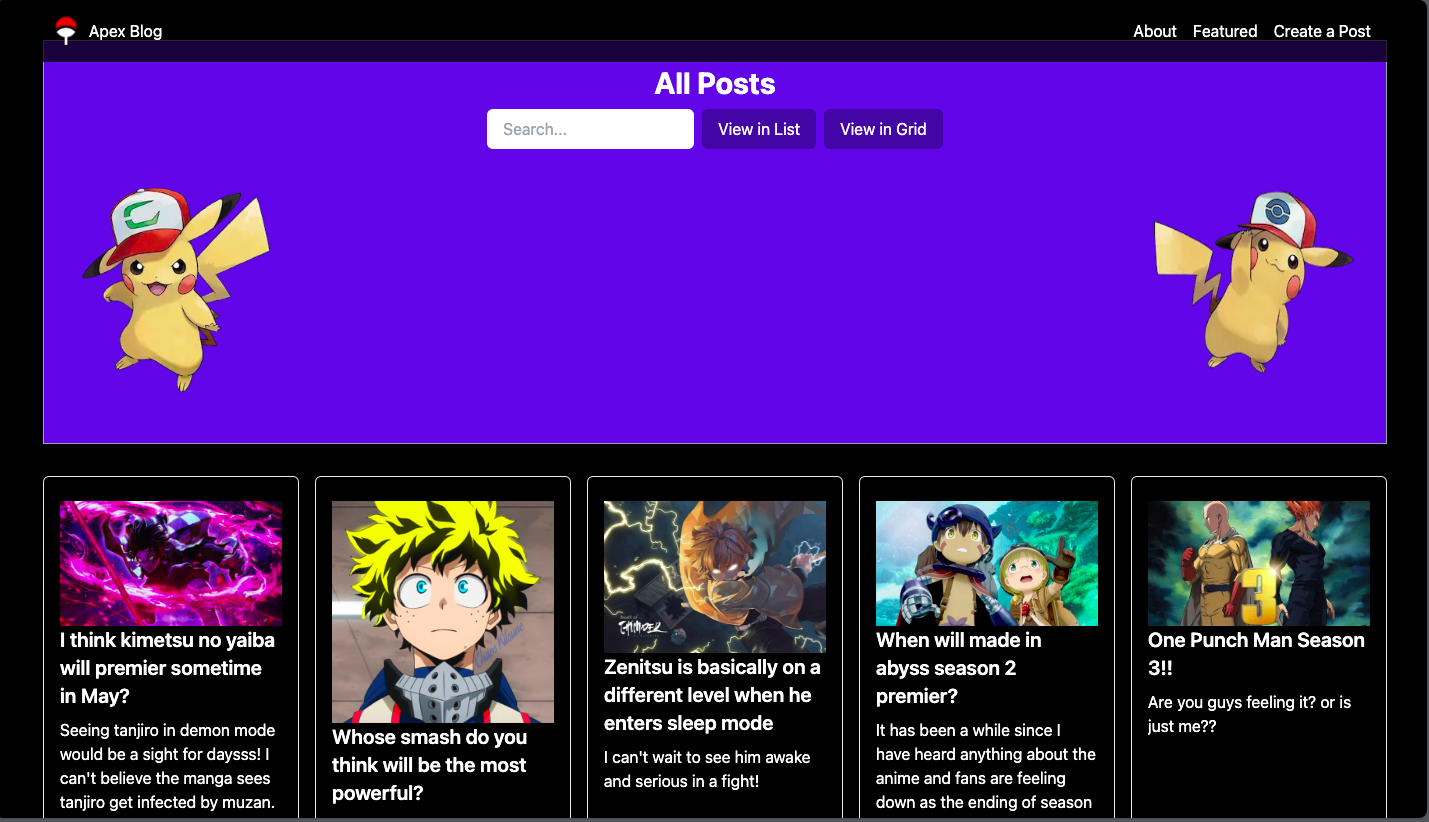 Apex Blog
About Featured Create a Post
All Posts
Search...
View in List
View in Grid
I think kimetsu no yaiba
will premier sometime
in May?
Seeing tanjiro in demon mode
would be a sight for daysss! I
can't believe the manga sees
tanjiro get infected by muzan.
Whose smash do you
think will be the most
powerful?
Zenitsu is basically on a
different level when he
enters sleep mode
I can't wait to see him awake
and serious in a fight!
When will made in
abyss season 2
premier?
It has been a while since I
have heard anything about the
anime and fans are feeling
down as the ending of season
3
One Punch Man Season
3!!
Are you guys feeling it? or is
just me??